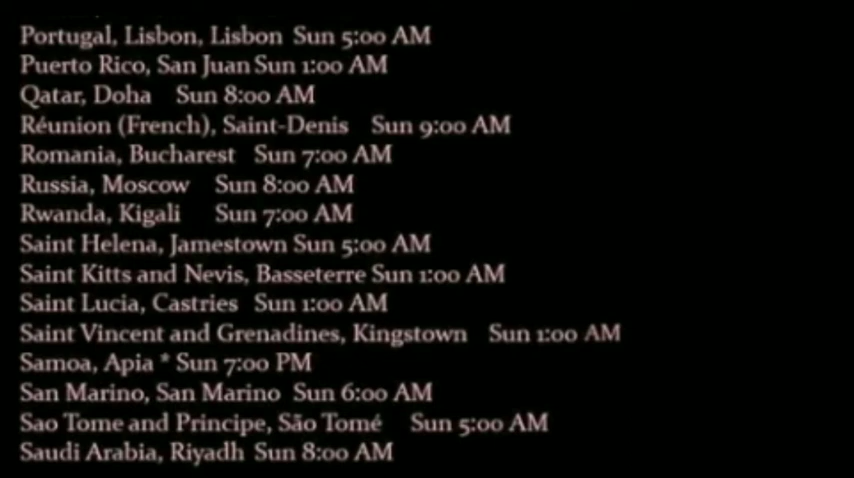 Portugal, Lisbon, Lisbon Sun 5:00 AM
Puerto Rico, San Juan Sun 1:00 AM
Qatar, Doha Sun 8:00 AM
Réunion (French), Saint-Denis Sun 9:00 AM
Romania, Bucharest Sun 7:00 AM
Russia, Moscow Sun 8:00 AM
Rwanda, Kigali Sun 7:00 AM
Saint Helena, Jamestown Sun 5:00 AM
Saint Kitts and Nevis, Basseterre Sun 1:00 AM
Saint Lucia, Castries Sun 1:00 AM
Saint Vincent and Grenadines, Kingstown Sun 1:00 AM
Samoa, Apia * Sun 7:00 PM
San Marino, San Marino Sun 6:00 AM
Sao Tome and Principe, São Tomé Sun 5:00 AM
Saudi Arabia, Riyadh Sun 8:00 AM